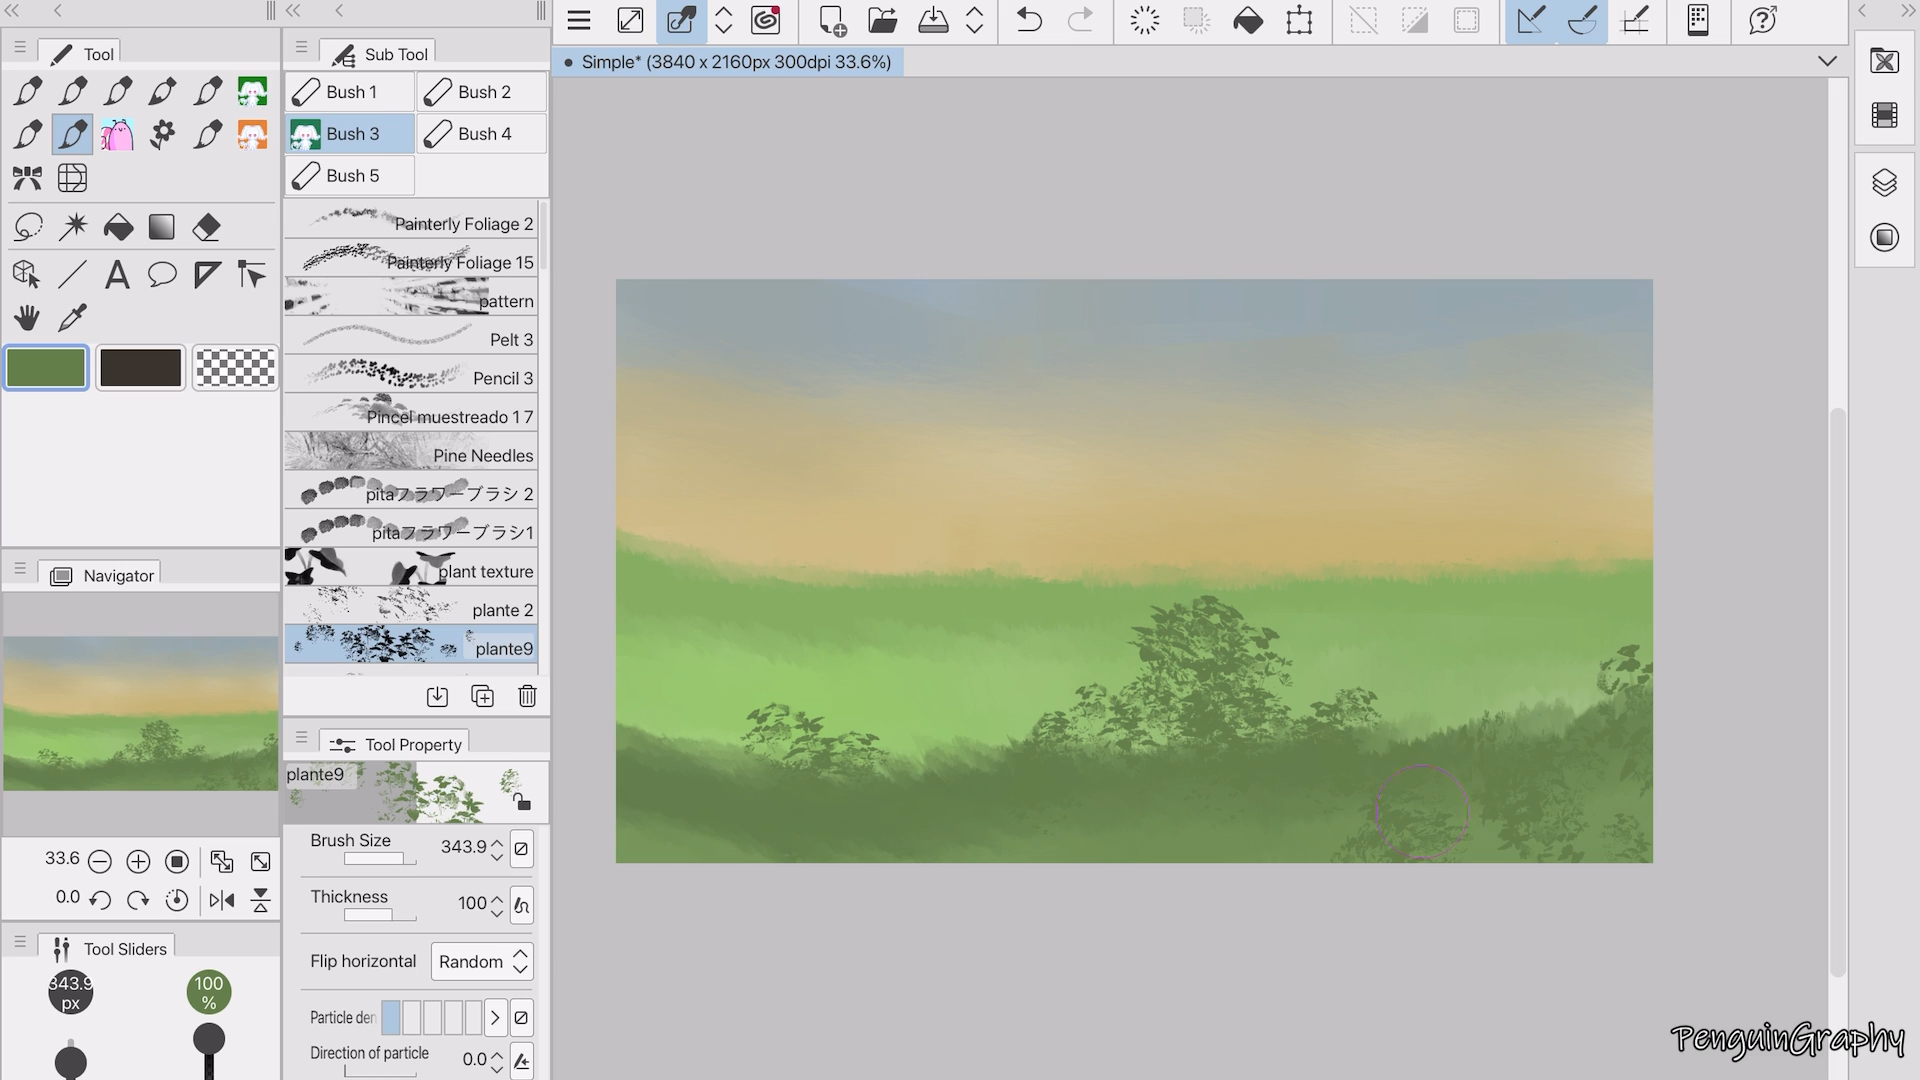 Tool
Sub Tool
Simple* (3840 x 2160px 300dpi 33.6%)
Bush 1
Bush 2
Bush 3
Bush 4
Bush 5
Painterly Foliage 2
Painterly Foliage 15
pattern
Pelt 3
Pencil 3
Pincel muestreado 1 7
Pine Needles
pitaフラワーブラシ 2
pitaフラワーブラシ1
plant texture
plante 2
plante9
Navigator
33.6
0.0
Tool Property
plante9
Brush Size 343.9
Thickness 100
Flip horizontal Random
Particle den
Direction of particle 0.0
Tool Sliders
343.9
px
100
%
PenguinGraphy